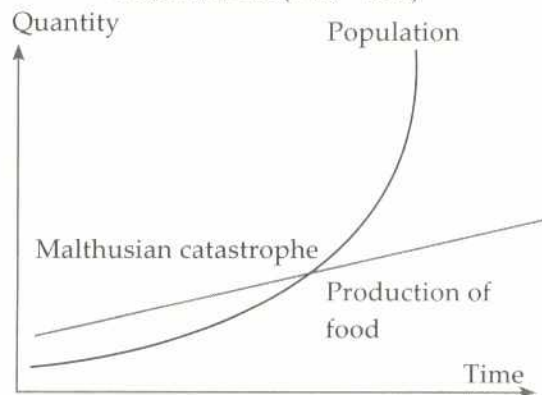 Quantity
Population
Malthusian catastrophe
Production of
food
Time